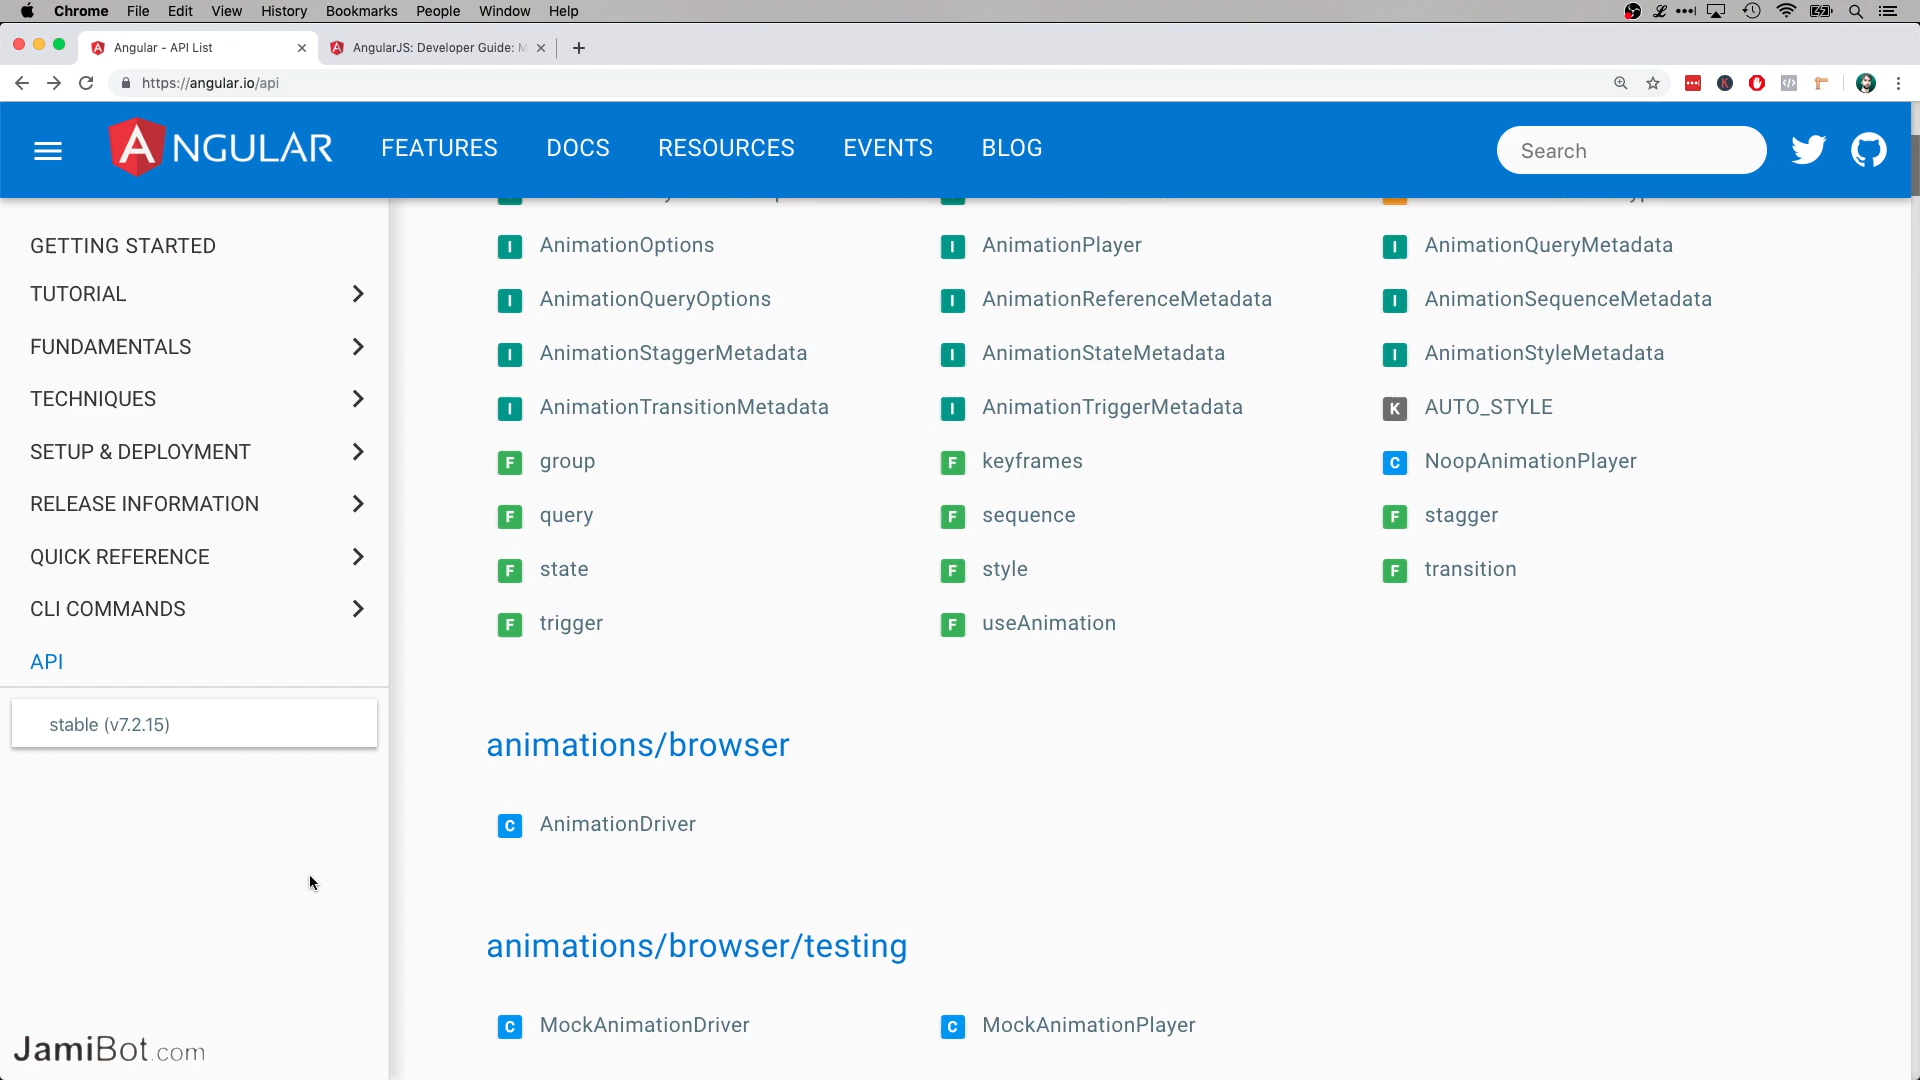 Chrome File Edit View History Bookmarks People Window Help
Angular - API List
AngularJS: Developer Guide: M
https://angular.io/api
ANGULAR FEATURES DOCS RESOURCES EVENTS BLOG
Search
GETTING STARTED
TUTORIAL
FUNDAMENTALS
TECHNIQUES
SETUP & DEPLOYMENT
RELEASE INFORMATION
QUICK REFERENCE
CLI COMMANDS
API
stable (v7.2.15)
I AnimationOptions I AnimationPlayer I AnimationQueryMetadata
I AnimationQueryOptions I AnimationReferenceMetadata I AnimationSequenceMetadata
I AnimationStaggerMetadata I AnimationStateMetadata I AnimationStyleMetadata
I AnimationTransitionMetadata I AnimationTriggerMetadata K AUTO_STYLE
F group F keyframes C NoopAnimationPlayer
F query F sequence F stagger
F state F style F transition
F trigger F useAnimation
animations/browser
C AnimationDriver
animations/browser/testing
C MockAnimationDriver C MockAnimationPlayer
JamiBot.com